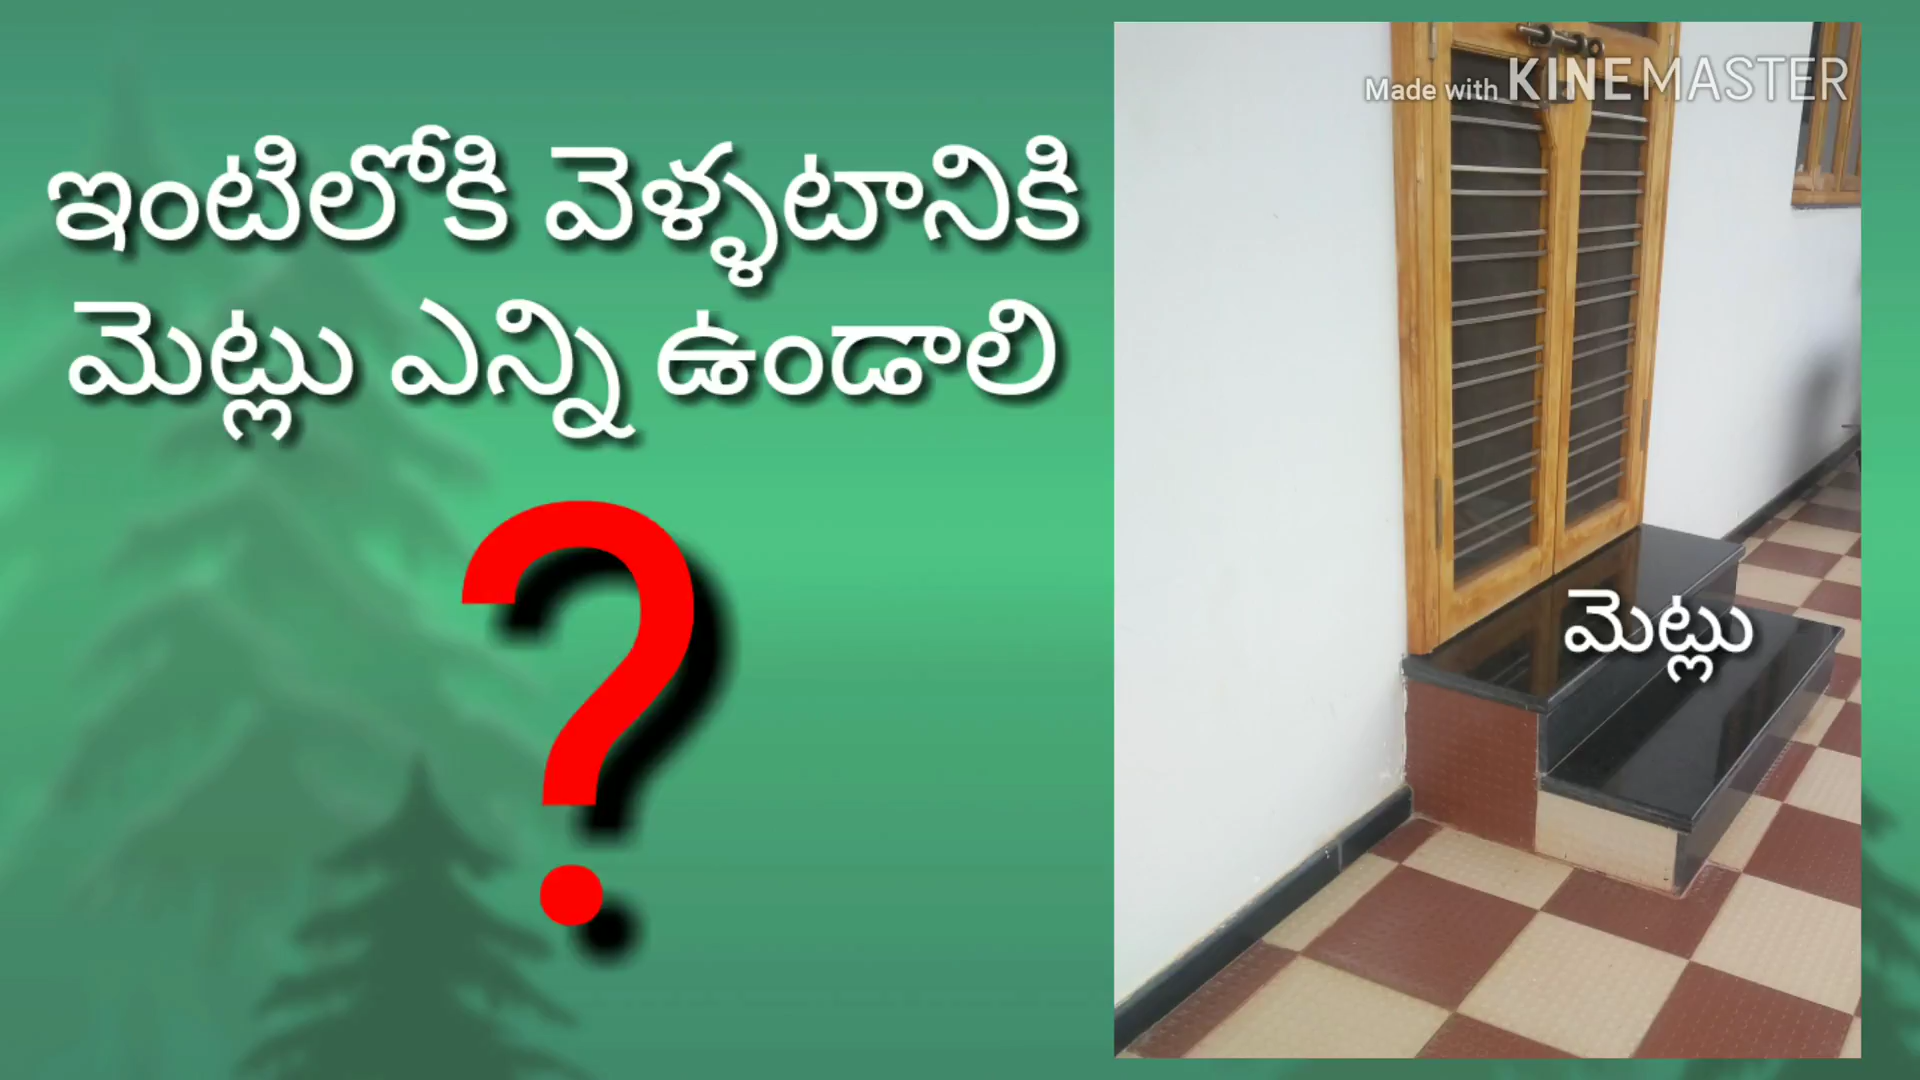 ఇంటిలోకి వెళ్ళటానికి
మెట్లు ఎన్ని ఉండాలి
?
Made with KINEMASTER
మెట్లు